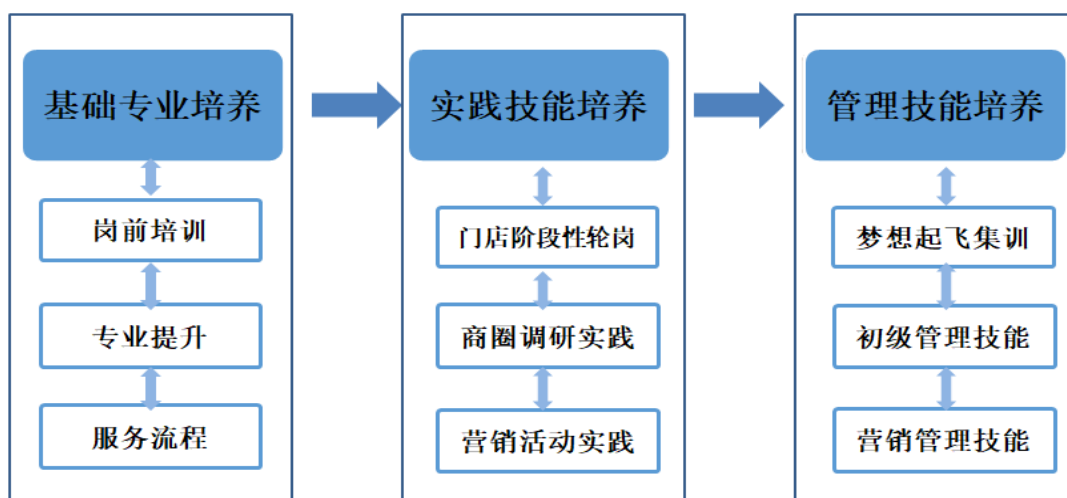 基础专业培养
岗前培训
专业提升
服务流程
实践技能培养
门店阶段性轮岗
商圈调研实践
营销活动实践
管理技能培养
梦想起飞集训
初级管理技能
营销管理技能